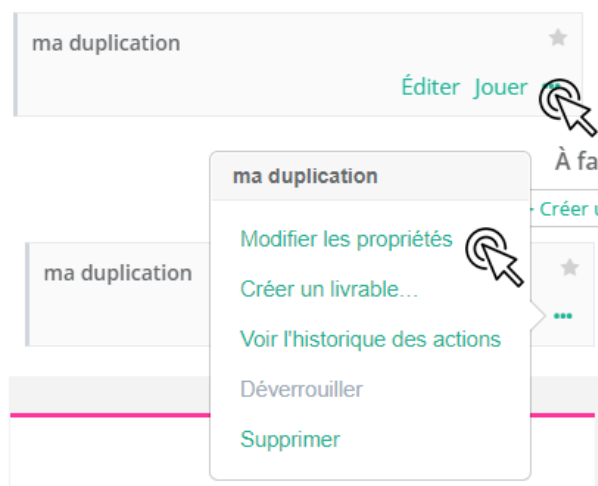 ma duplication
Éditer Jouer
À fa
ma duplication
Créer u
Modifier les propriétés
ma duplication
Créer un livrable...
Voir l'historique des actions
Déverrouiller
Supprimer